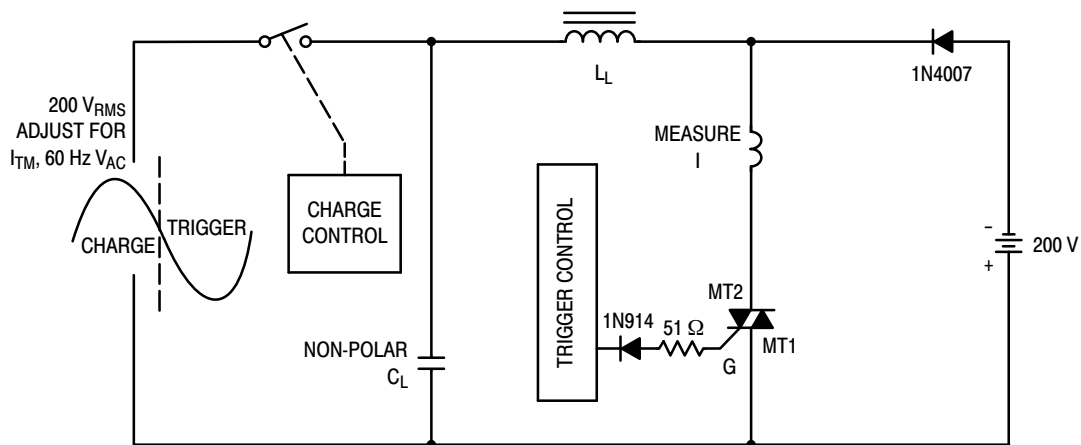 200 V_RMS
ADJUST FOR
I_TM, 60 Hz V_AC
CHARGE
TRIGGER
CHARGE
CONTROL
NON-POLAR
C_L
L_L
TRIGGER CONTROL
MEASURE
I
1N914
51 Ω
MT2
MT1
G
1N4007
-
+
200 V